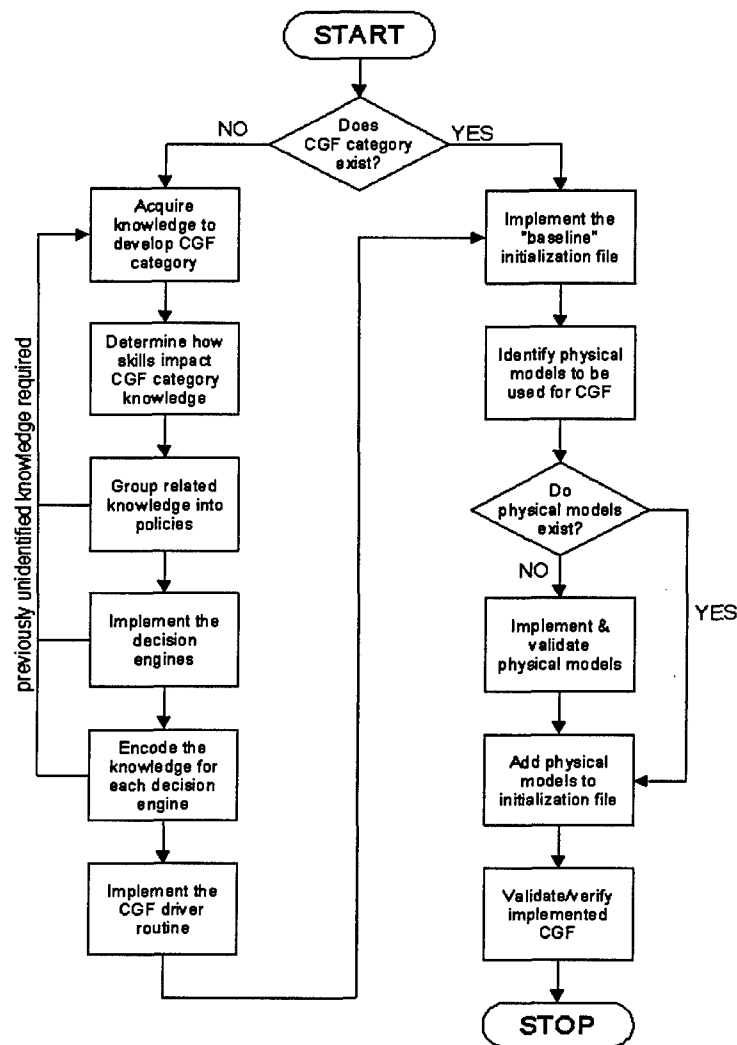 START
Does
CGF category
exist?
NO
YES
Acquire
knowledge to
develop CGF
category
Determine how
skills impact
CGF category
knowledge
Group related
knowledge into
policies
Implement the
decision
engines
Encode the
knowledge for
each decision
engine
Implement the
CGF driver
routine
previously unidentified knowledge required
Implement the
"baseline"
initialization file
Identify physical
models to be
used for CGF
Do
physical models
exist?
NO
YES
Implement &
validate
physical models
Add physical
models to
initialization file
Validate/verify
implemented
CGF
STOP